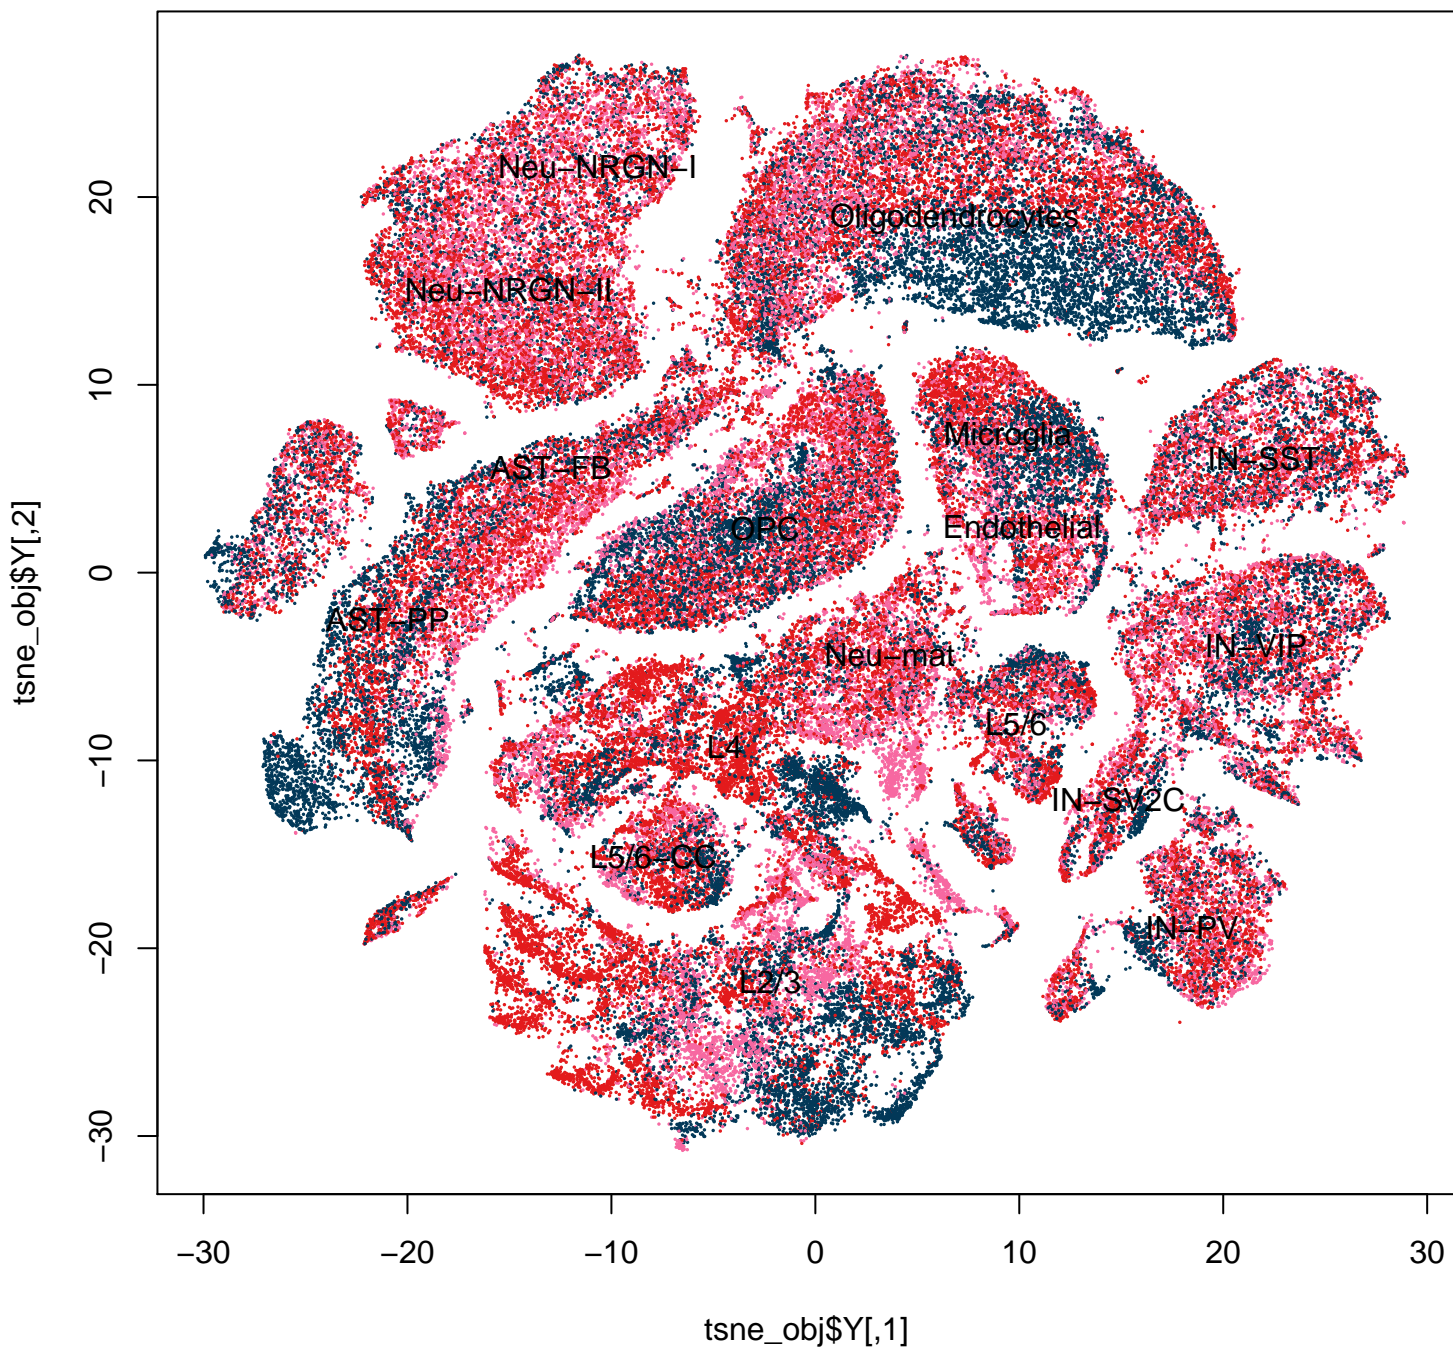 Neu−NRGN−I
Oligodendrocytes
Neu−NRGN−II
Microglia
AST−FB
IN−SST
OPC
Endothelial
AST−PP
Neu−mat
IN−VIP
L5/6
L4
IN−SV2C
L5/6−CC
IN−PV
L2/3
20
10
0
−10
−20
−30
tsne_obj$Y[,2]
−30
−20
−10
0
10
20
30
tsne_obj$Y[,1]